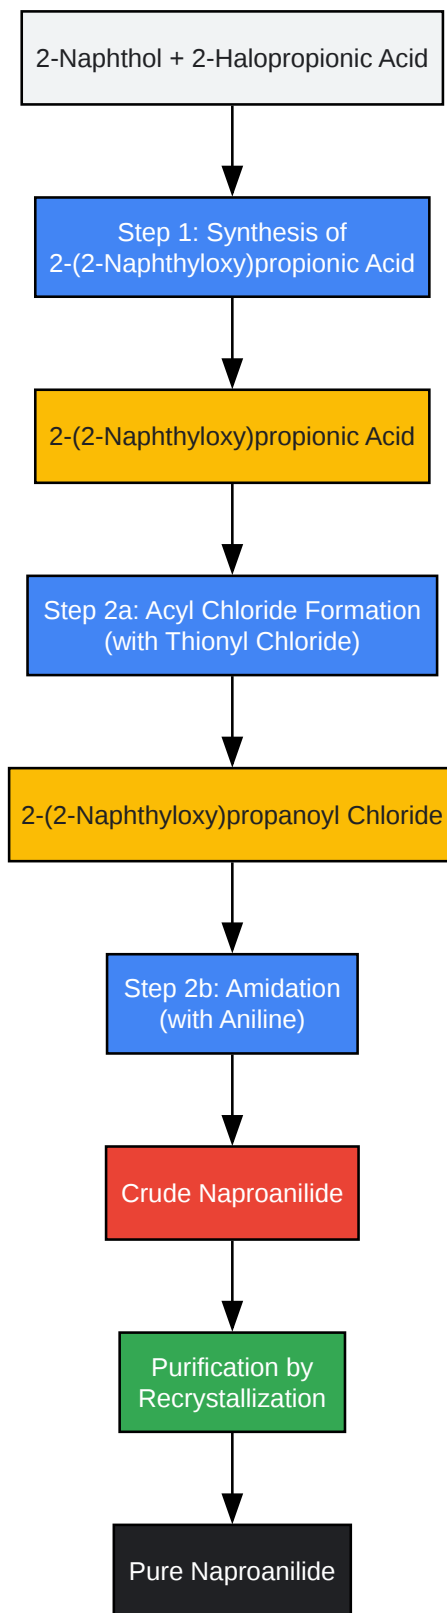 2-Naphthol + 2-Halopropionic Acid
Step 1: Synthesis of
2-(2-Naphthyloxy)propionic Acid
2-(2-Naphthyloxy)propionic Acid
Step 2a: Acyl Chloride Formation
(with Thionyl Chloride)
2-(2-Naphthyloxy)propanoyl Chloride
Step 2b: Amidation
(with Aniline)
Crude Naproanilide
Purification by
Recrystallization
Pure Naproanilide